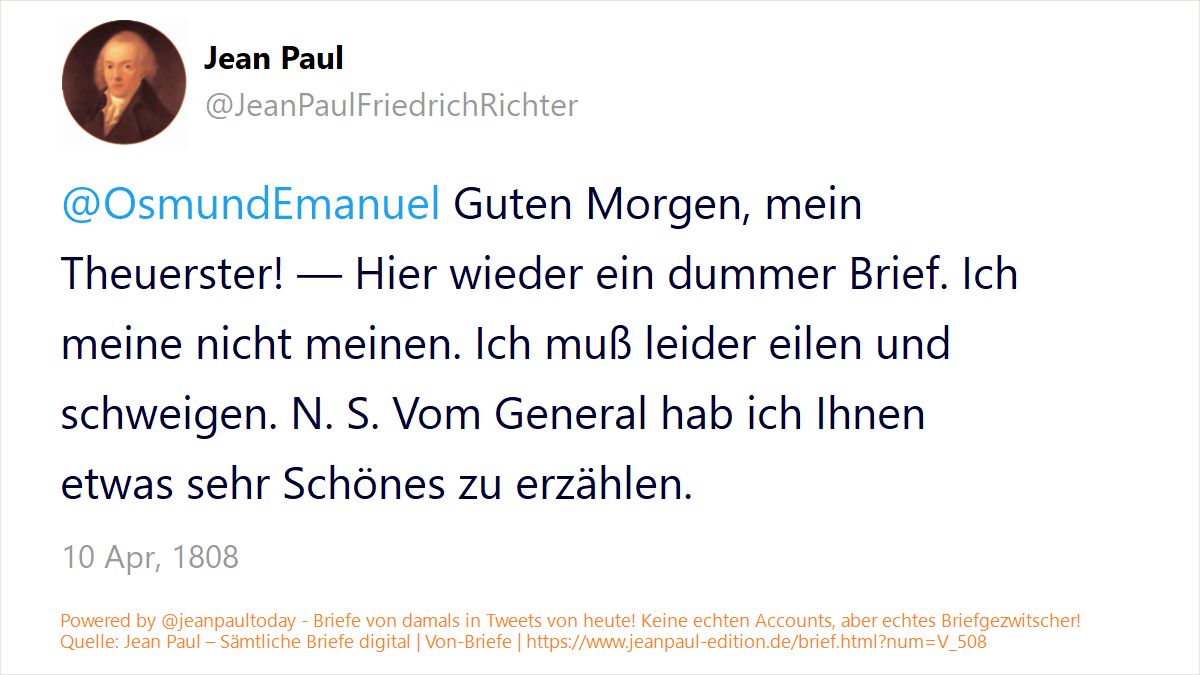 Jean Paul
@JeanPaulFriedrichRichter
@OsmundEmanuel Guten Morgen, mein
Theuerster! — Hier wieder ein dummer Brief. Ich
meine nicht meinen. Ich muß leider eilen und
schweigen. N. S. Vom General hab ich Ihnen
etwas sehr Schönes zu erzählen.
10 Apr, 1808
Powered by @jeanpaultoday - Briefe von damals in Tweets von heute! Keine echten Accounts, aber echtes Briefgezwitscher!
Quelle: Jean Paul – Sämtliche Briefe digital | Von-Briefe | https://www.jeanpaul-edition.de/brief.html?num=V_508